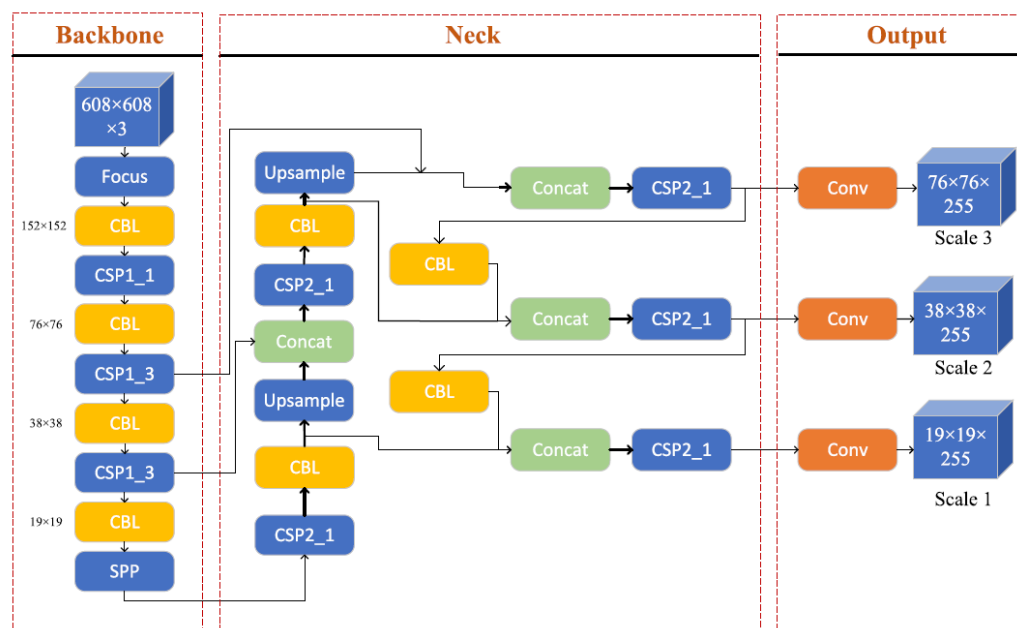 Backbone
Neck
Output
608×608
×3
Focus
152×152
CBL
CSP1_1
76×76
CBL
CSP1_3
38×38
CBL
CSP1_3
19×19
CBL
SPP
Upsample
CBL
CSP2_1
Concat
Upsample
CBL
CSP2_1
Concat
CSP2_1
CBL
Concat
CSP2_1
CBL
Concat
CSP2_1
Conv
76×76×
255
Scale 3
Conv
38×38×
255
Scale 2
Conv
19×19×
255
Scale 1